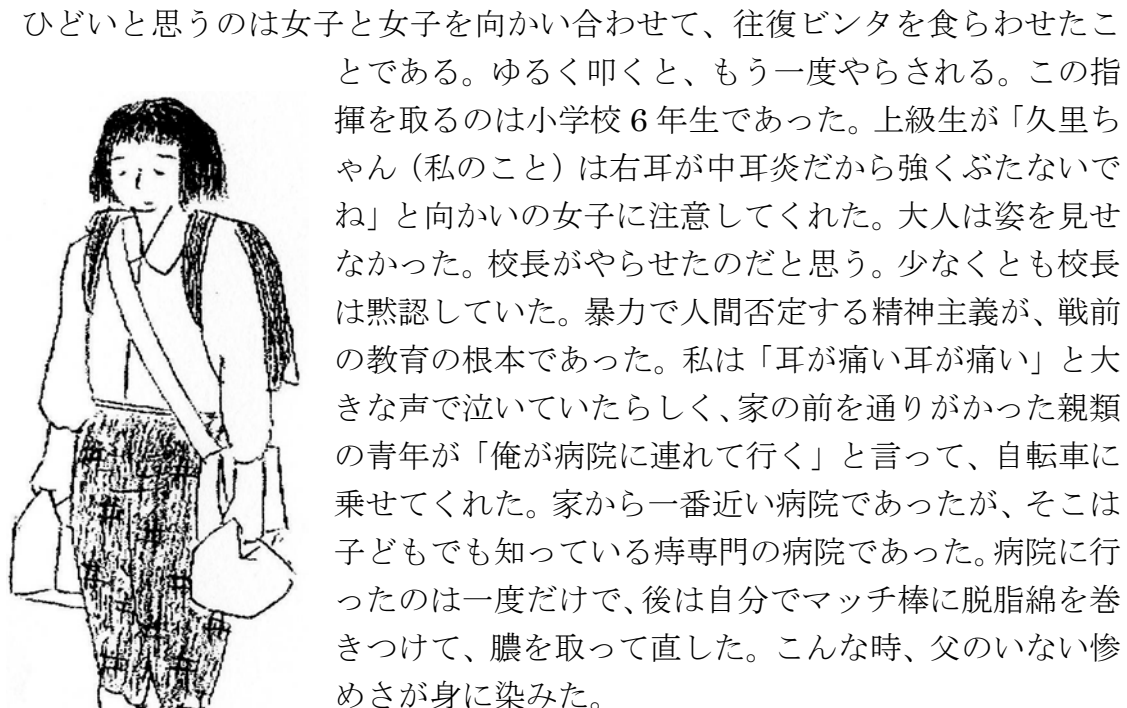 ひどいと思うのは女子と女子を向かい合わせて、往復ビンタを食らわせたこ
とである。ゆるく叩くと、もう一度やらされる。この指
揮を取るのは小学校 6 年生であった。上級生が「久里ち
ゃん（私のこと）は右耳が中耳炎だから強くぶたないで
ね」と向かいの女子に注意してくれた。大人は姿を見せ
なかった。校長がやらせたのだと思う。少なくとも校長
は黙認していた。暴力で人間否定する精神主義が、戦前
の教育の根本であった。私は「耳が痛い耳が痛い」と大
きな声で泣いていたらしく、家の前を通りがかった親類
の青年が「俺が病院に連れて行く」と言って、自転車に
乗せてくれた。家から一番近い病院であったが、そこは
子どもでも知っている痔専門の病院であった。病院に行
ったのは一度だけで、後は自分でマッチ棒に脱脂綿を巻
きつけて、膿を取って直した。こんな時、父のいない惨
めさが身に染みた。